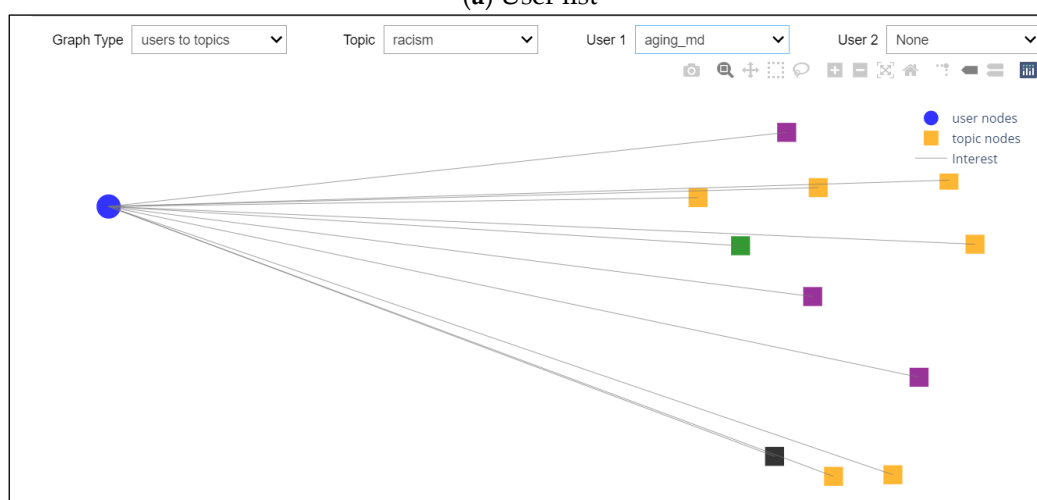 (a) User list
Graph Type users to topics Topic racism User 1 aging_md User 2 None
user nodes
topic nodes
Interest